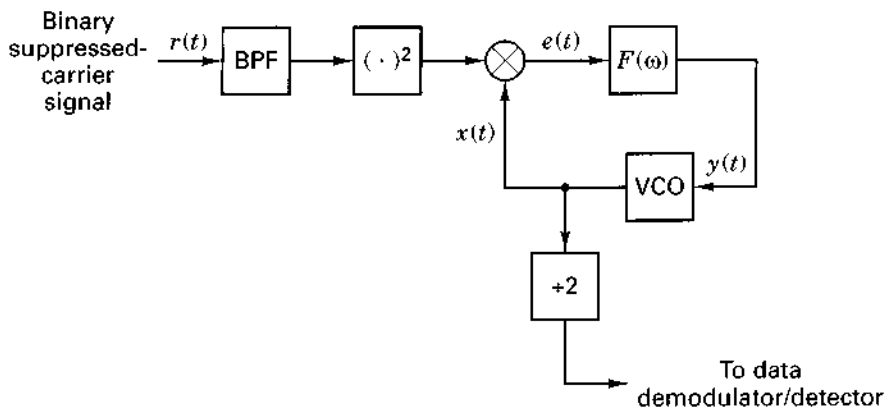 Binary
suppressed-
carrier
signal
r(t)
BPF
( · )²
e(t)
F(ω)
x(t)
y(t)
VCO
÷2
To data
demodulator/detector